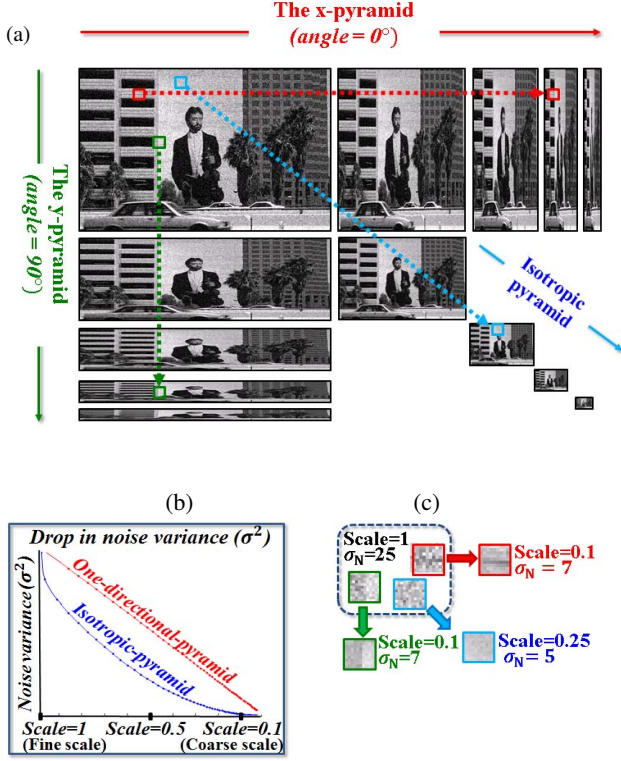 The x-pyramid
(angle = 0°)
(a)
The y-pyramid
(angle = 90°)
Isotropic
pyramid
(b)
(c)
Drop in noise variance (σ²)
Noise variance (σ²)
One-directional-pyramid
Isotropic-pyramid
Scale=1 Scale=0.5 Scale=0.1
(Fine scale) (Coarse scale)
Scale=1
σN=25
Scale=0.1
σN = 7
Scale=0.1
σN=7
Scale=0.25
σN = 5